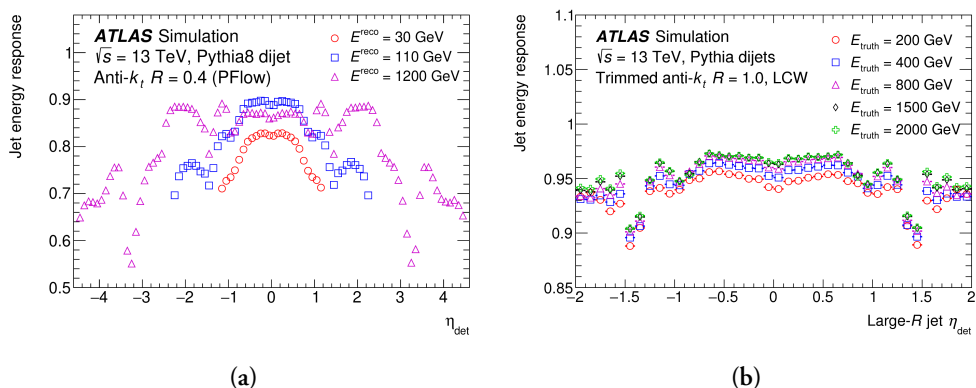 ATLAS Simulation
√s = 13 TeV, Pythia8 dijet
Anti-kt R = 0.4 (PFlow)
E^reco = 30 GeV
E^reco = 110 GeV
E^reco = 1200 GeV
Jet energy response
1
0.9
0.8
0.7
0.6
0.5
−4 −3 −2 −1 0 1 2 3 4
η_det
(a)
ATLAS Simulation
√s = 13 TeV, Pythia dijets
Trimmed anti-kt R = 1.0, LCW
E_truth = 200 GeV
E_truth = 400 GeV
E_truth = 800 GeV
E_truth = 1500 GeV
E_truth = 2000 GeV
Jet energy response
1.1
1.05
1
0.95
0.9
0.85
−2 −1.5 −1 −0.5 0 0.5 1 1.5 2
Large-R jet η_det
(b)